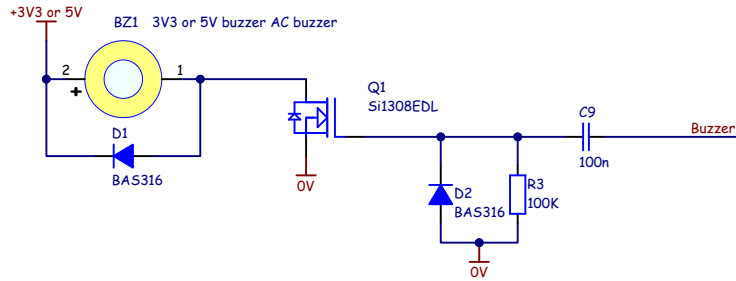 +3V3 or 5V
BZ1 3V3 or 5V buzzer AC buzzer
2
1
+
D1
BAS316
Q1
Si1308EDL
0V
C9
100n
Buzzer
D2
BAS316
R3
100K
0V